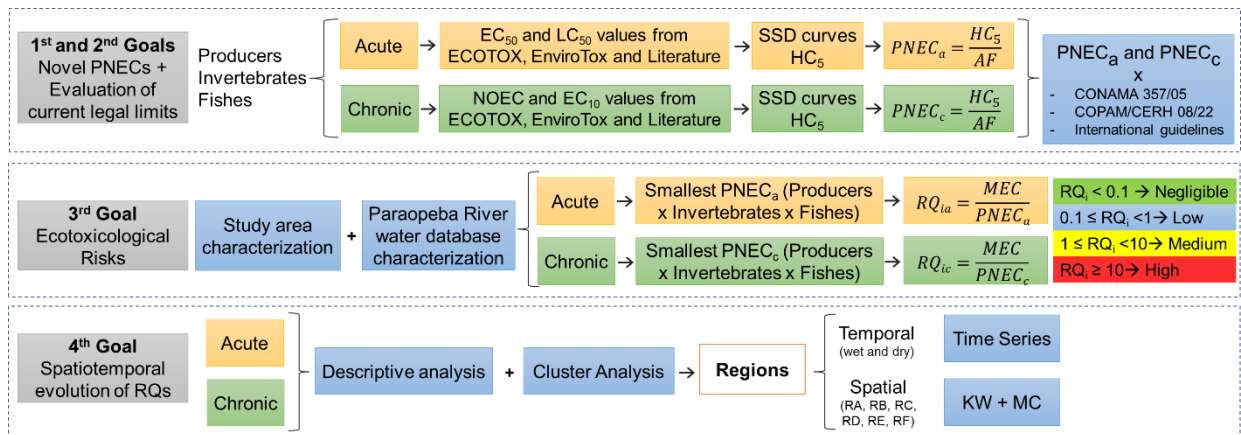 1st and 2nd Goals
Novel PNECs +
Evaluation of
current legal limits
Producers
Invertebrates
Fishes
Acute
EC50 and LC50 values from
ECOTOX, EnviroTox and Literature
SSD curves
HC5
PNECa = HC5/AF
Chronic
NOEC and EC10 values from
ECOTOX, EnviroTox and Literature
SSD curves
HC5
PNECc = HC5/AF
PNECa and PNECc
x
- CONAMA 357/05
- COPAM/CERH 08/22
- International guidelines
3rd Goal
Ecotoxicological
Risks
Study area
characterization
+
Paraopeba River
water database
characterization
Acute
Smallest PNECa (Producers
x Invertebrates x Fishes)
RQia = MEC/PNECa
Chronic
Smallest PNECc (Producers
x Invertebrates x Fishes)
RQic = MEC/PNECc
RQi < 0.1 → Negligible
0.1 ≤ RQi <1→ Low
1 ≤ RQi <10→ Medium
RQi ≥ 10→ High
4th Goal
Spatiotemporal
evolution of RQs
Acute
Chronic
Descriptive analysis
+
Cluster Analysis
Regions
Temporal
(wet and dry)
Time Series
Spatial
(RA, RB, RC,
RD, RE, RF)
KW + MC